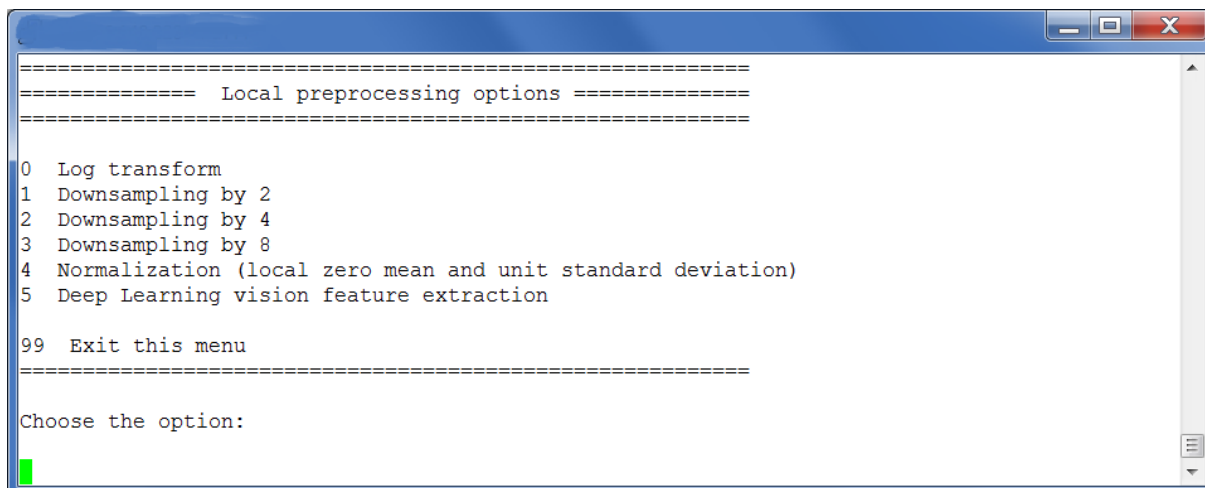 ==========================================================
============== Local preprocessing options ==============
==========================================================
0 Log transform
1 Downsampling by 2
2 Downsampling by 4
3 Downsampling by 8
4 Normalization (local zero mean and unit standard deviation)
5 Deep Learning vision feature extraction
99 Exit this menu
==========================================================
Choose the option: